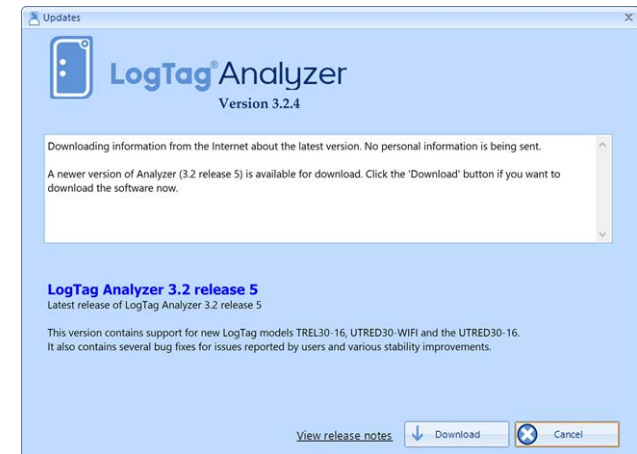 Updates
x
LogTag®Analyzer
Version 3.2.4
Downloading information from the Internet about the latest version. No personal information is being sent.
A newer version of Analyzer (3.2 release 5) is available for download. Click the 'Download' button if you want to
download the software now.
LogTag Analyzer 3.2 release 5
Latest release of LogTag Analyzer 3.2 release 5
This version contains support for new LogTag models TREL30-16, UTRED30-WIFI and the UTRED30-16.
It also contains several bug fixes for issues reported by users and various stability improvements.
View release notes Download Cancel